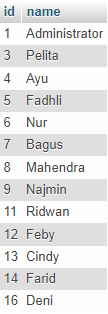 id name
1 Administrator
3 Pelita
4 Ayu
5 Fadhli
6 Nur
7 Bagus
8 Mahendra
9 Najmin
11 Ridwan
12 Feby
13 Cindy
14 Farid
16 Deni